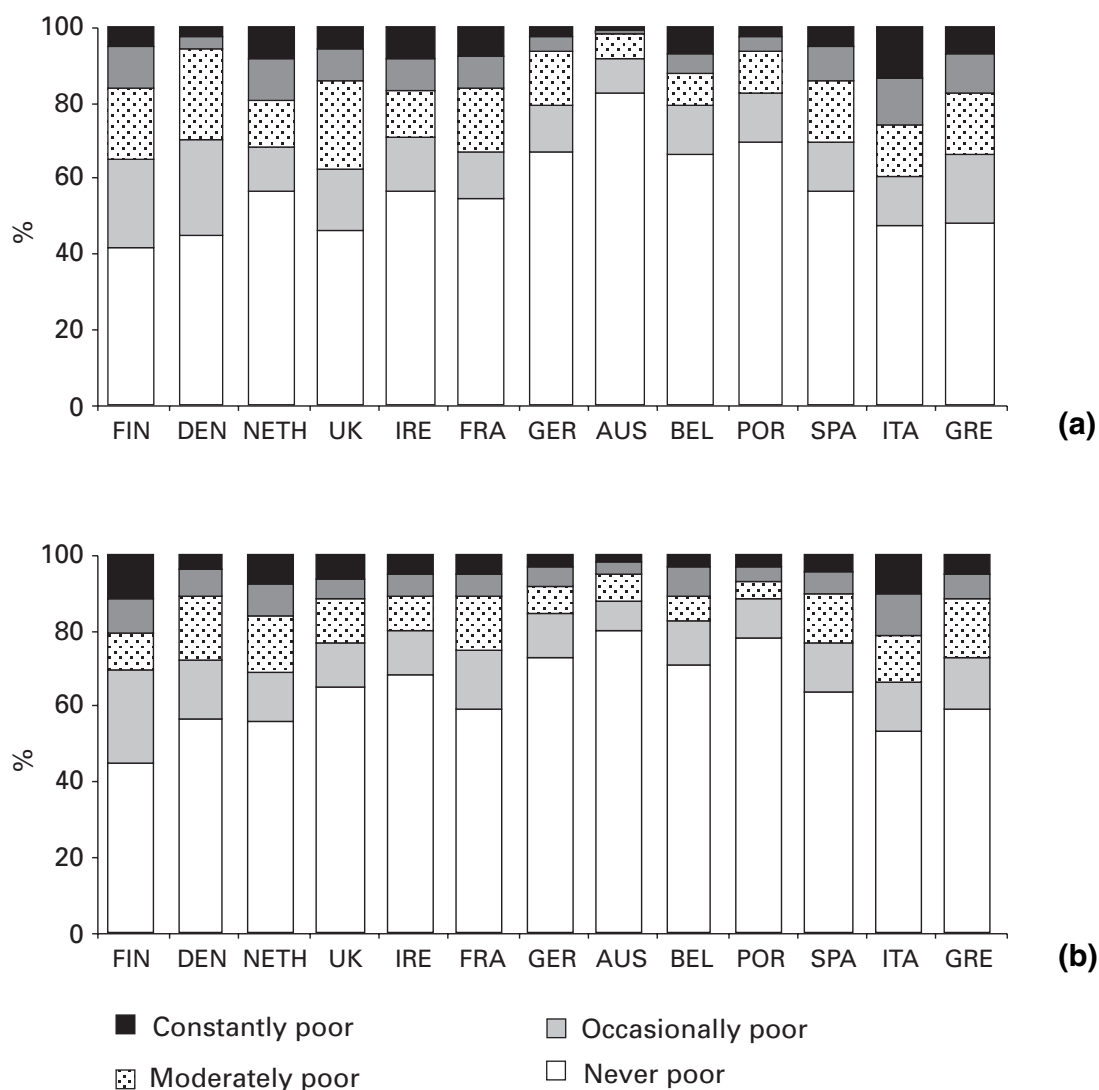 100
80
60
40
20
0
%
FIN DEN NETH UK IRE FRA GER AUS BEL POR SPA ITA GRE
(a)
100
80
60
40
20
0
%
FIN DEN NETH UK IRE FRA GER AUS BEL POR SPA ITA GRE
(b)
Constantly poor Occasionally poor
Moderately poor Never poor